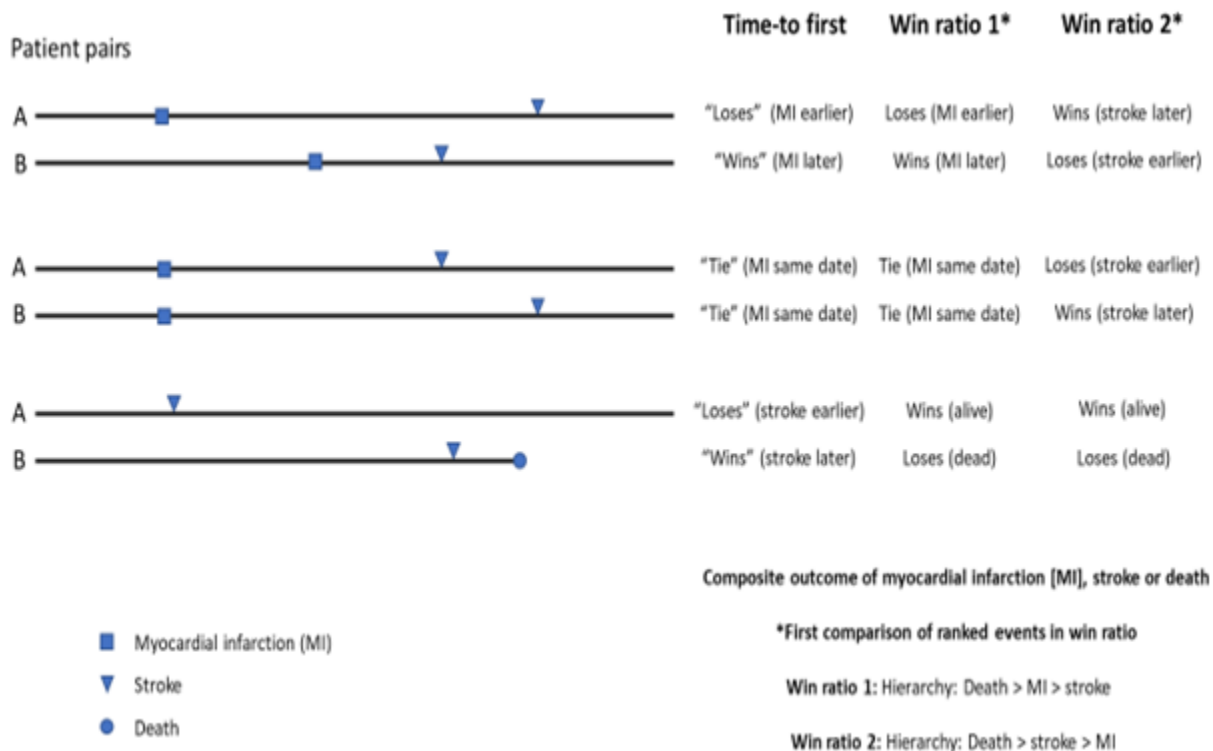 Time-to first Win ratio 1* Win ratio 2*
Patient pairs
A "Loses" (MI earlier) Loses (MI earlier) Wins (stroke later)
B "Wins" (MI later) Wins (MI later) Loses (stroke earlier)
A "Tie" (MI same date) Tie (MI same date) Loses (stroke earlier)
B "Tie" (MI same date) Tie (MI same date) Wins (stroke later)
A "Loses" (stroke earlier) Wins (alive) Wins (alive)
B "Wins" (stroke later) Loses (dead) Loses (dead)
Composite outcome of myocardial infarction [MI], stroke or death
*First comparison of ranked events in win ratio
Win ratio 1: Hierarchy: Death > MI > stroke
Win ratio 2: Hierarchy: Death > stroke > MI
Myocardial infarction (MI)
Stroke
Death